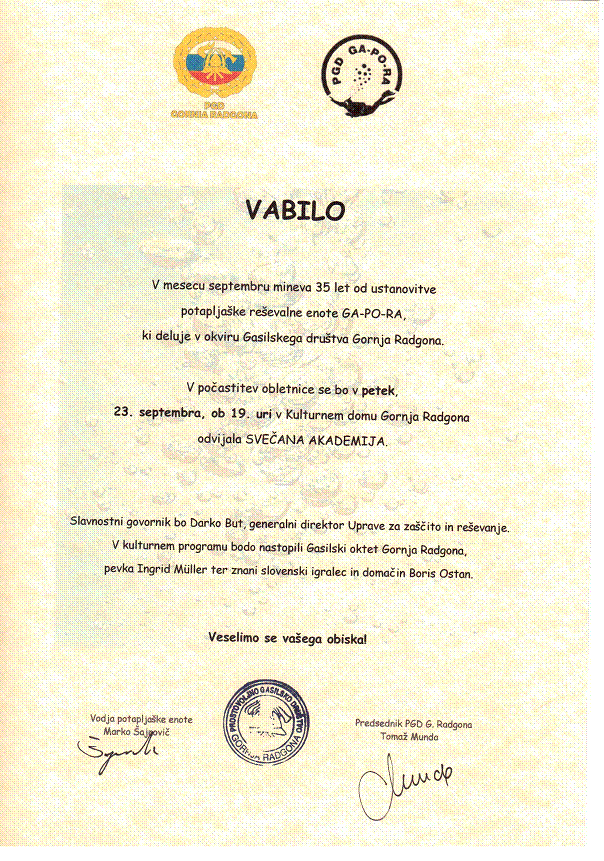 PGD
GORNJA RADGONA
PGD GA-PO-RA
VABILO
V mesecu septembru mineva 35 let od ustanovitve
potapljaške reševalne enote GA-PO-RA,
ki deluje v okviru Gasilskega društva Gornja Radgona.
V počastitev obletnice se bo v petek,
23. septembra, ob 19. uri v Kulturnem domu Gornja Radgona
odvijala SVEČANA AKADEMIJA.
Slavnostni govornik bo Darko But, generalni direktor Uprave za zaščito in reševanje.
V kulturnem programu bodo nastopili Gasilski oktet Gornja Radgona,
pevka Ingrid Müller ter znani slovenski igralec in domačin Boris Ostan.
Veselimo se vašega obiska!
Vodja potapljaške enote
Marko Šajnovič
PROSTOVOLJNO GASILSKO DRUŠTVO
GORNJA RADGONA
Predsednik PGD G. Radgona
Tomaž Munda
Munda